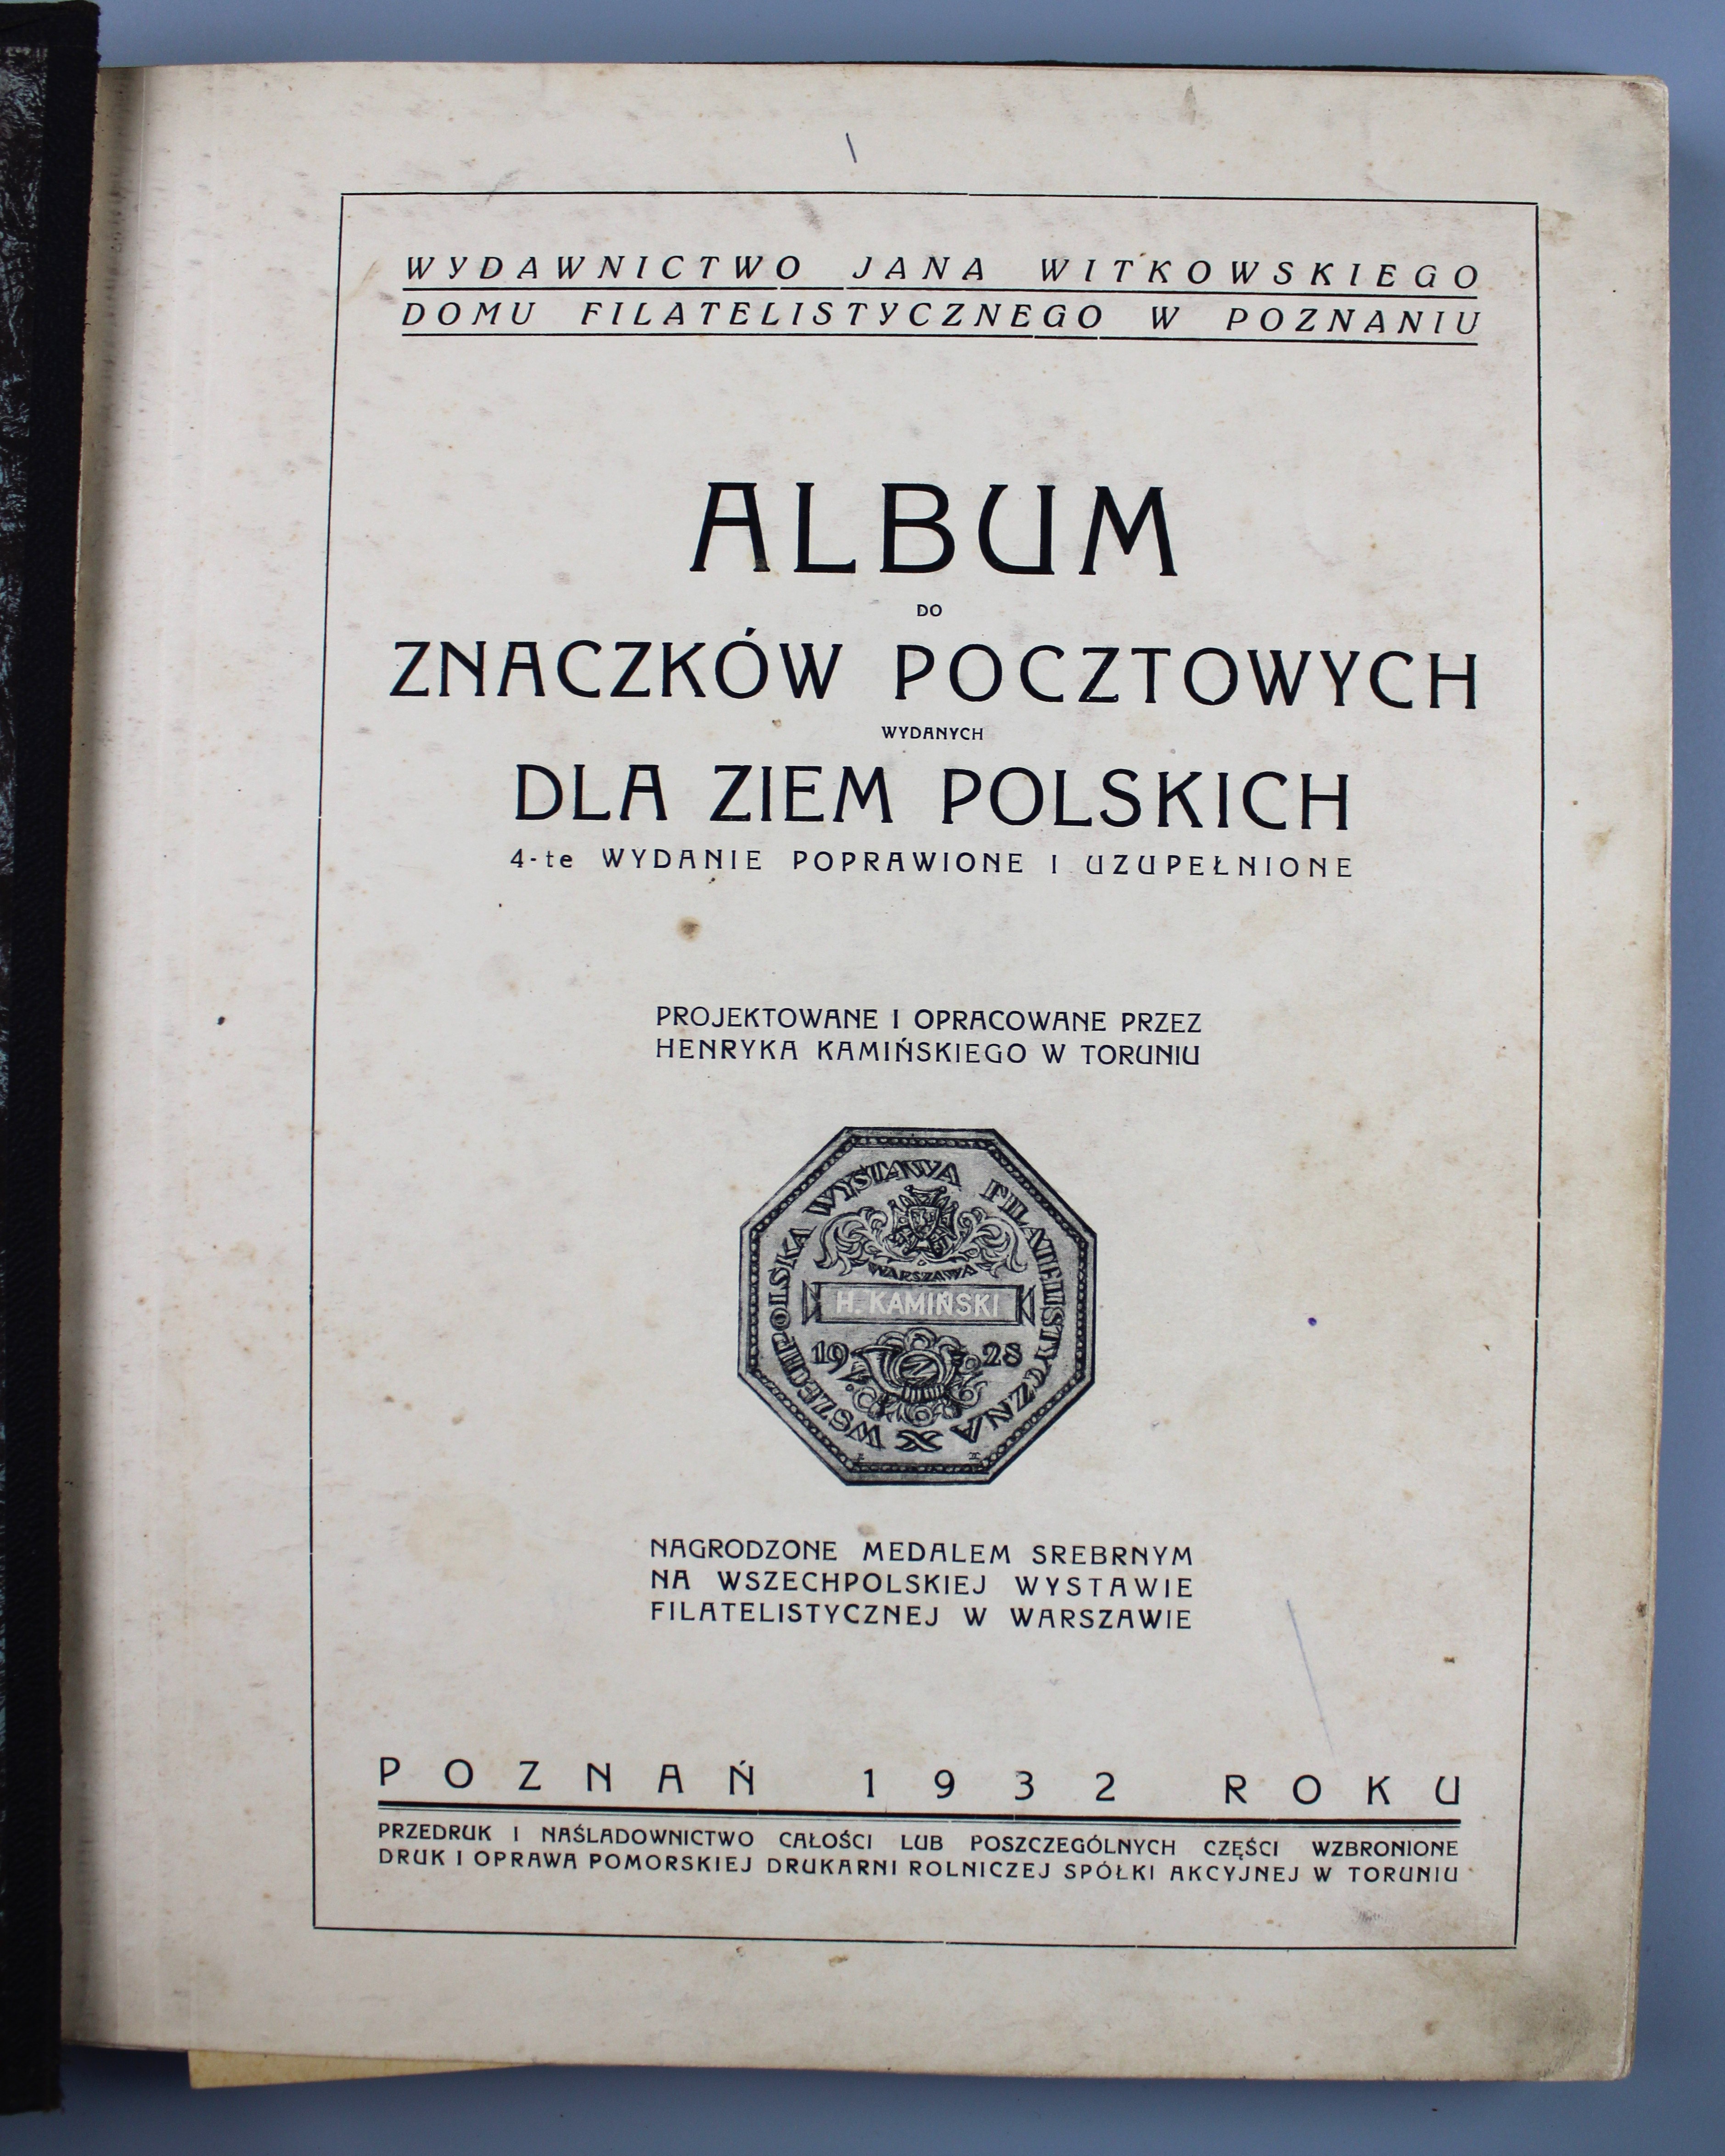 WYDAWNICTWO JANA WITKOWSKIEGO
DOMU FILATELISTYCZNEGO W POZNANIU
ALBUM
DO
ZNACZKÓW POCZTOWYCH
WYDANYCH
DLA ZIEM POLSKICH
4-te WYDANIE POPRAWIONE I UZUPEŁNIONE
PROJEKTOWANE I OPRACOWANE PRZEZ
HENRYKA KAMIŃSKIEGO W TORUNIU
WSZECHPOLSKA WYSTAWA FILATELISTYCZNA
WARSZAWA
H. KAMIŃSKI
19 28
NAGRODZONE MEDALEM SREBRNYM
NA WSZECHPOLSKIEJ WYSTAWIE
FILATELISTYCZNEJ W WARSZAWIE
POZNAŃ 1932 ROKU
PRZEDRUK I NAŚLADOWNICTWO CAŁOŚCI LUB POSZCZEGÓLNYCH CZĘŚCI WZBRONIONE
DRUK I OPRAWA POMORSKIEJ DRUKARNI ROLNICZEJ SPÓŁKI AKCYJNEJ W TORUNIU